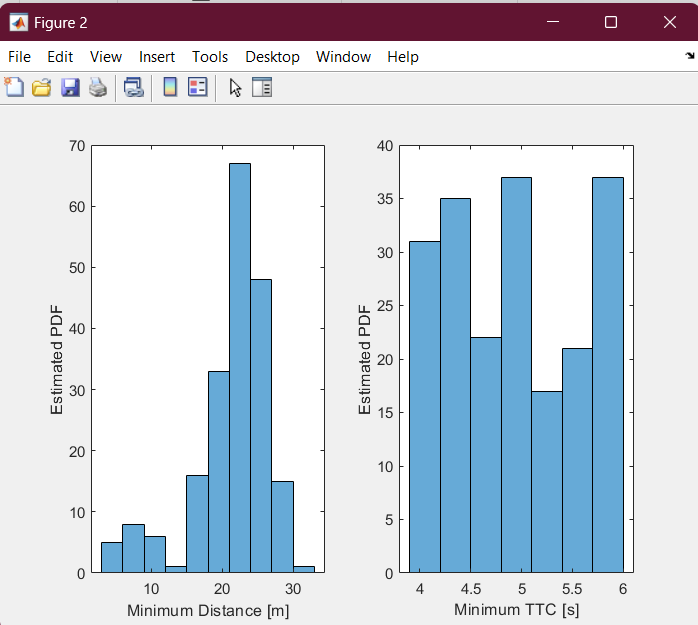 Figure 2
File Edit View Insert Tools Desktop Window Help
70
60
50
40
30
20
10
0
Estimated PDF
10 20 30
Minimum Distance [m]
40
35
30
25
20
15
10
5
0
Estimated PDF
4 4.5 5 5.5 6
Minimum TTC [s]